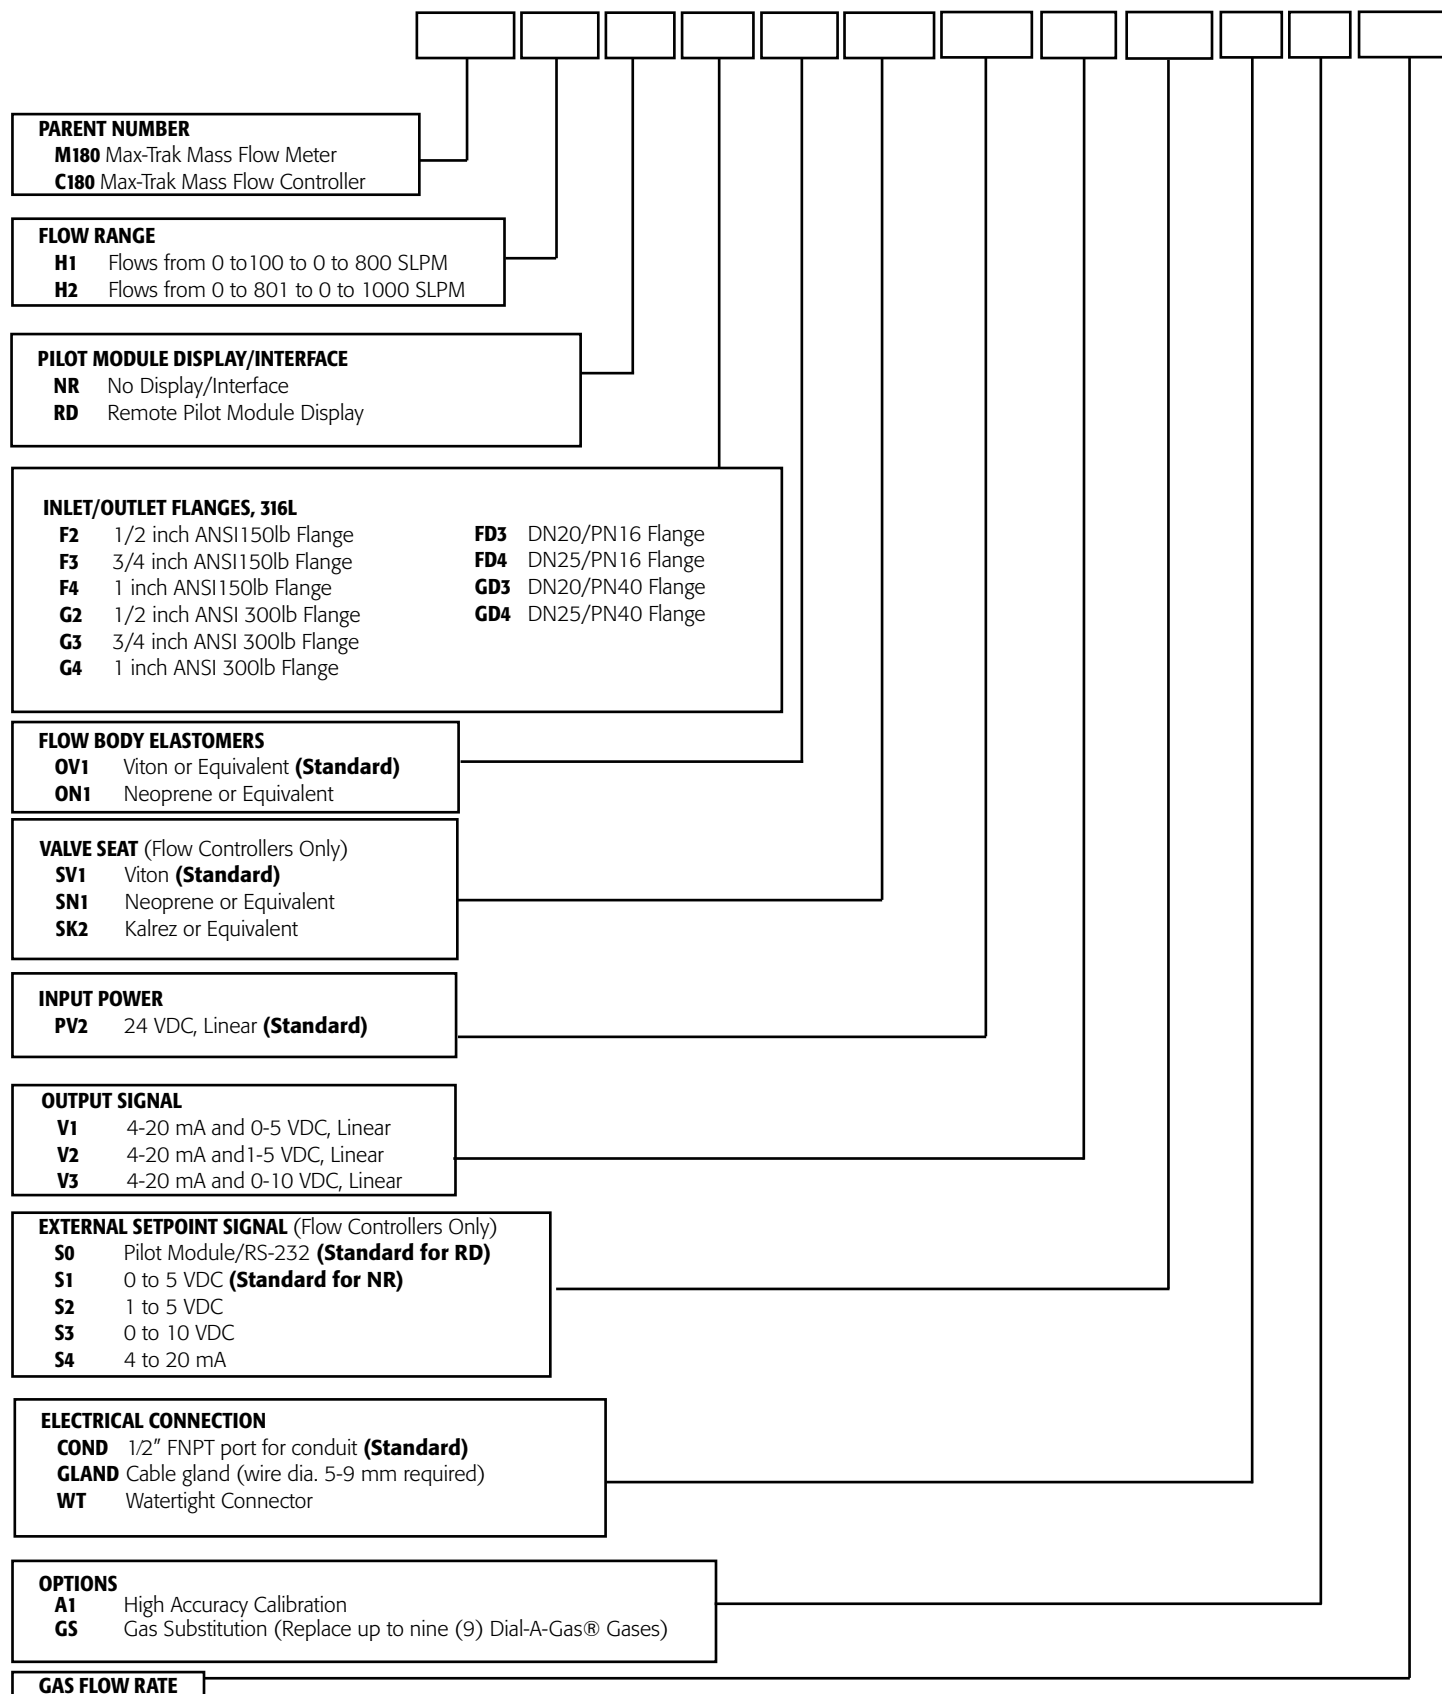 PARENT NUMBER
M180 Max-Trak Mass Flow Meter
C180 Max-Trak Mass Flow Controller
FLOW RANGE
H1 Flows from 0 to100 to 0 to 800 SLPM
H2 Flows from 0 to 801 to 0 to 1000 SLPM
PILOT MODULE DISPLAY/INTERFACE
NR No Display/Interface
RD Remote Pilot Module Display
INLET/OUTLET FLANGES, 316L
F2 1/2 inch ANSI150lb Flange
F3 3/4 inch ANSI150lb Flange
F4 1 inch ANSI150lb Flange
G2 1/2 inch ANSI 300lb Flange
G3 3/4 inch ANSI 300lb Flange
G4 1 inch ANSI 300lb Flange
FD3 DN20/PN16 Flange
FD4 DN25/PN16 Flange
GD3 DN20/PN40 Flange
GD4 DN25/PN40 Flange
FLOW BODY ELASTOMERS
OV1 Viton or Equivalent (Standard)
ON1 Neoprene or Equivalent
VALVE SEAT (Flow Controllers Only)
SV1 Viton (Standard)
SN1 Neoprene or Equivalent
SK2 Kalrez or Equivalent
INPUT POWER
PV2 24 VDC, Linear (Standard)
OUTPUT SIGNAL
V1 4-20 mA and 0-5 VDC, Linear
V2 4-20 mA and1-5 VDC, Linear
V3 4-20 mA and 0-10 VDC, Linear
EXTERNAL SETPOINT SIGNAL (Flow Controllers Only)
S0 Pilot Module/RS-232 (Standard for RD)
S1 0 to 5 VDC (Standard for NR)
S2 1 to 5 VDC
S3 0 to 10 VDC
S4 4 to 20 mA
ELECTRICAL CONNECTION
COND 1/2" FNPT port for conduit (Standard)
GLAND Cable gland (wire dia. 5-9 mm required)
WT Watertight Connector
OPTIONS
A1 High Accuracy Calibration
GS Gas Substitution (Replace up to nine (9) Dial-A-Gas® Gases)
GAS FLOW RATE